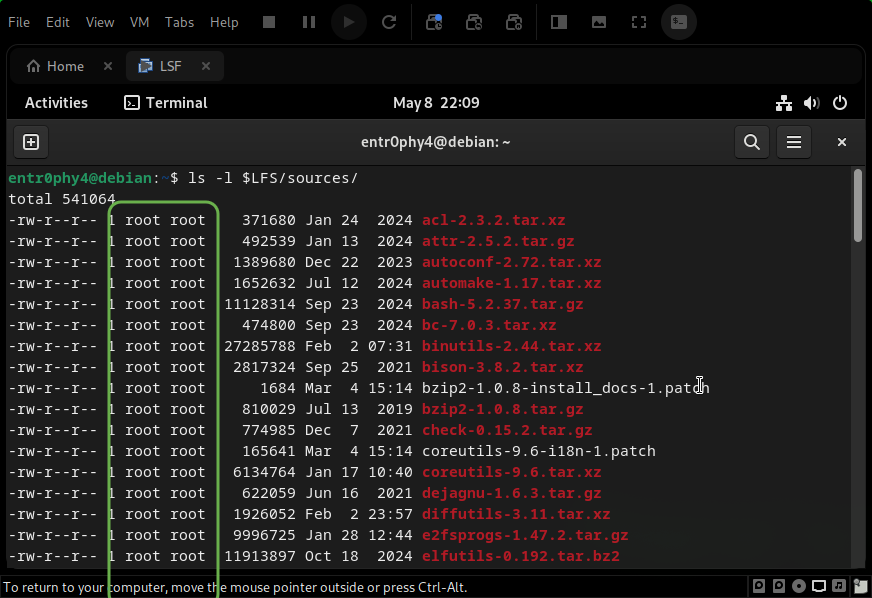 File Edit View VM Tabs Help
Home × LSF ×
Activities Terminal May 8 22:09
entr0phy4@debian: ~ ×
entr0phy4@debian:~$ ls -l $LFS/sources/
total 541064
-rw-r--r-- 1 root root 371680 Jan 24 2024 acl-2.3.2.tar.xz
-rw-r--r-- 1 root root 492539 Jan 13 2024 attr-2.5.2.tar.gz
-rw-r--r-- 1 root root 1389680 Dec 22 2023 autoconf-2.72.tar.xz
-rw-r--r-- 1 root root 1652632 Jul 12 2024 automake-1.17.tar.xz
-rw-r--r-- 1 root root 11128314 Sep 23 2024 bash-5.2.37.tar.gz
-rw-r--r-- 1 root root 474800 Sep 23 2024 bc-7.0.3.tar.xz
-rw-r--r-- 1 root root 27285788 Feb 2 07:31 binutils-2.44.tar.xz
-rw-r--r-- 1 root root 2817324 Sep 25 2021 bison-3.8.2.tar.xz
-rw-r--r-- 1 root root 1684 Mar 4 15:14 bzip2-1.0.8-install_docs-1.patch
-rw-r--r-- 1 root root 810029 Jul 13 2019 bzip2-1.0.8.tar.gz
-rw-r--r-- 1 root root 774985 Dec 7 2021 check-0.15.2.tar.gz
-rw-r--r-- 1 root root 165641 Mar 4 15:14 coreutils-9.6-i18n-1.patch
-rw-r--r-- 1 root root 6134764 Jan 17 10:40 coreutils-9.6.tar.xz
-rw-r--r-- 1 root root 622059 Jun 16 2021 dejagnu-1.6.3.tar.gz
-rw-r--r-- 1 root root 1926052 Feb 2 23:57 diffutils-3.11.tar.xz
-rw-r--r-- 1 root root 9996725 Jan 28 12:44 e2fsprogs-1.47.2.tar.gz
-rw-r--r-- 1 root root 11913897 Oct 18 2024 elfutils-0.192.tar.bz2
To return to your computer, move the mouse pointer outside or press Ctrl-Alt.